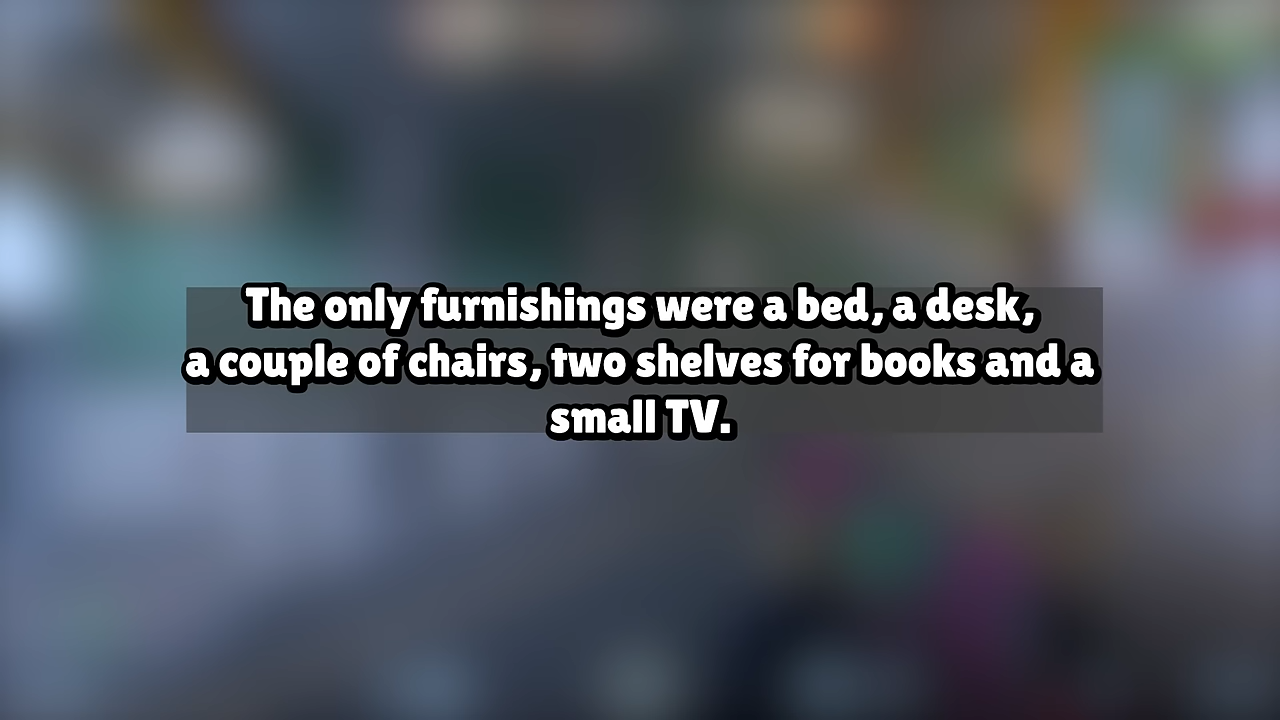 The only furnishings were a bed, a desk,
a couple of chairs, two shelves for books and a
small TV.